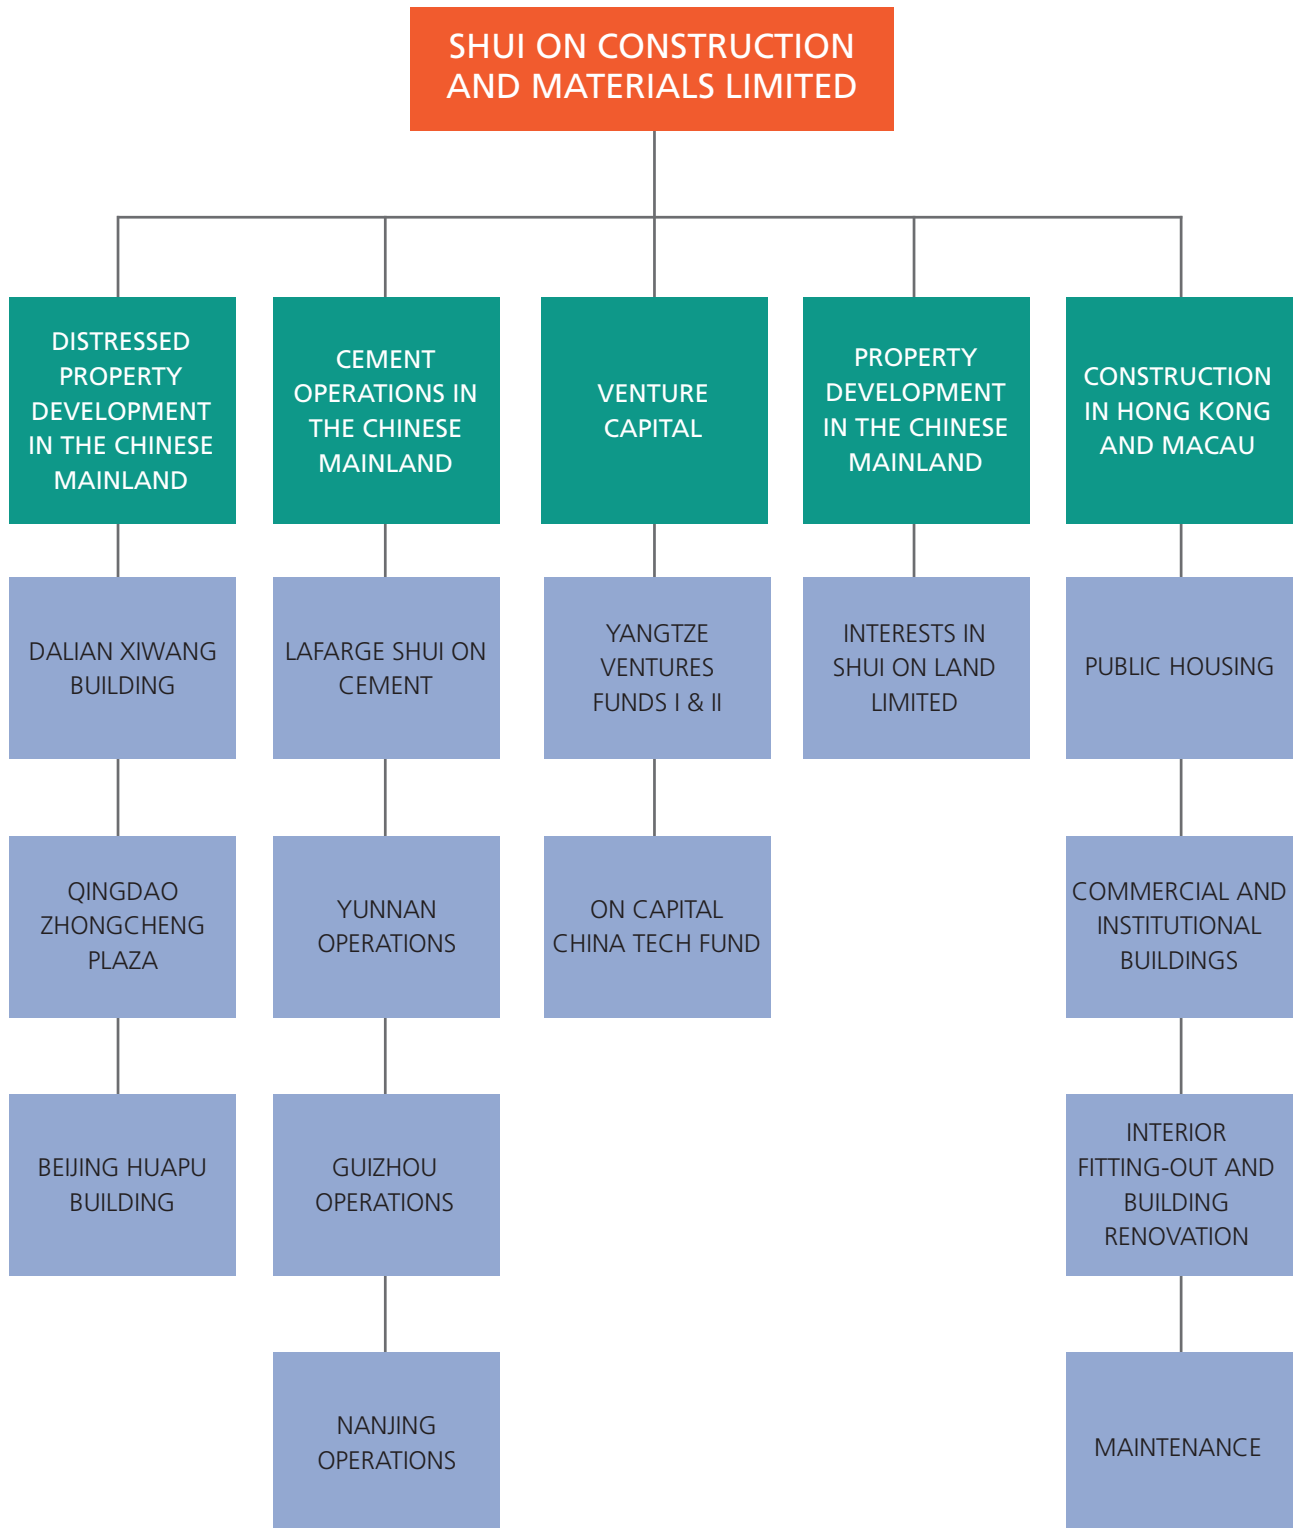 SHUI ON CONSTRUCTION
AND MATERIALS LIMITED
DISTRESSED
PROPERTY
DEVELOPMENT
IN THE CHINESE
MAINLAND
CEMENT
OPERATIONS IN
THE CHINESE
MAINLAND
VENTURE
CAPITAL
PROPERTY
DEVELOPMENT
IN THE CHINESE
MAINLAND
CONSTRUCTION
IN HONG KONG
AND MACAU
DALIAN XIWANG
BUILDING
LAFARGE SHUI ON
CEMENT
YANGTZE
VENTURES
FUNDS I & II
INTERESTS IN
SHUI ON LAND
LIMITED
PUBLIC HOUSING
QINGDAO
ZHONGCHENG
PLAZA
YUNNAN
OPERATIONS
ON CAPITAL
CHINA TECH FUND
COMMERCIAL AND
INSTITUTIONAL
BUILDINGS
BEIJING HUAPU
BUILDING
GUIZHOU
OPERATIONS
INTERIOR
FITTING-OUT AND
BUILDING
RENOVATION
NANJING
OPERATIONS
MAINTENANCE